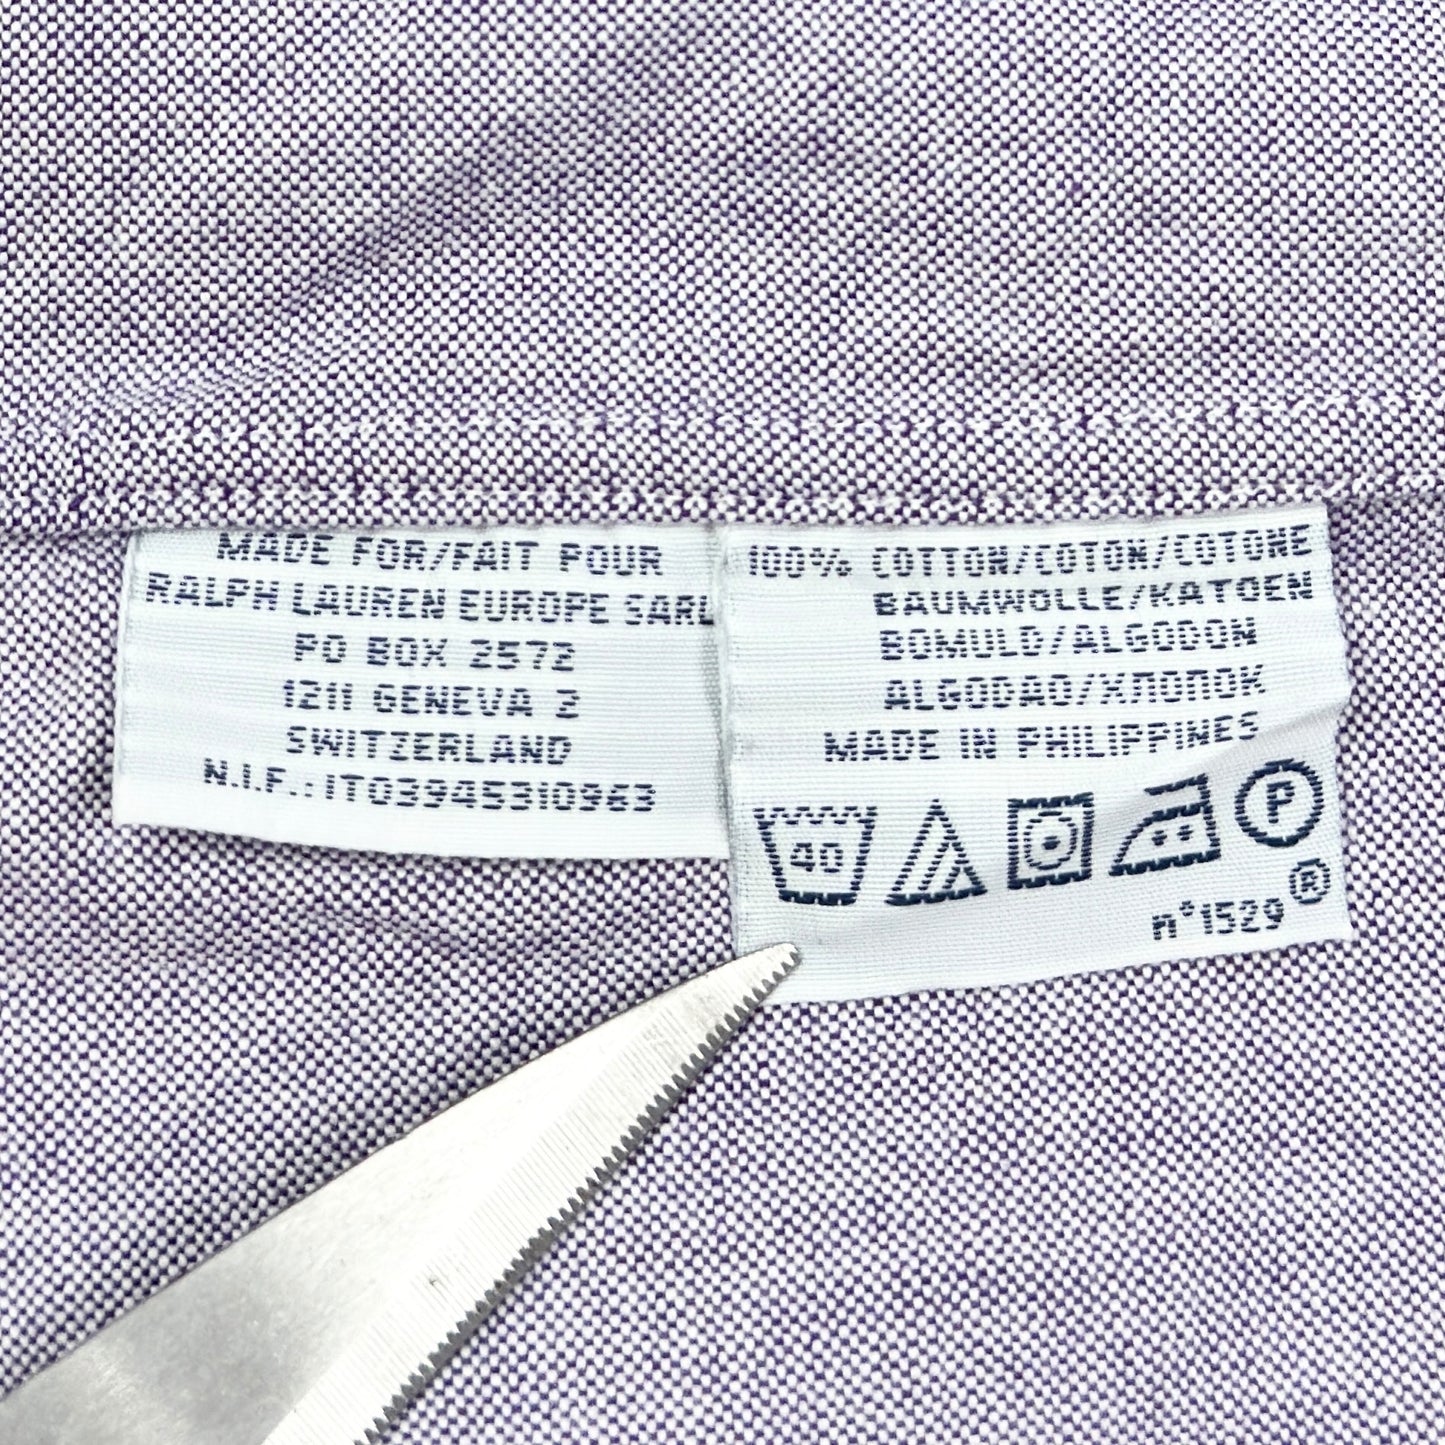 MADE FOR/FAIT POUR
RALPH LAUREN EUROPE SARL
PO BOX 2572
1211 GENEVA 2
SWITZERLAND
N.I.F.: IT03945310963
100% COTTON/COTON/COTONE
BAUMWOLLE/KATOEN
BOMULD/ALGODON
ALGODAO/ХЛОПОК
MADE IN PHILIPPINES
40 P
®
n°1529